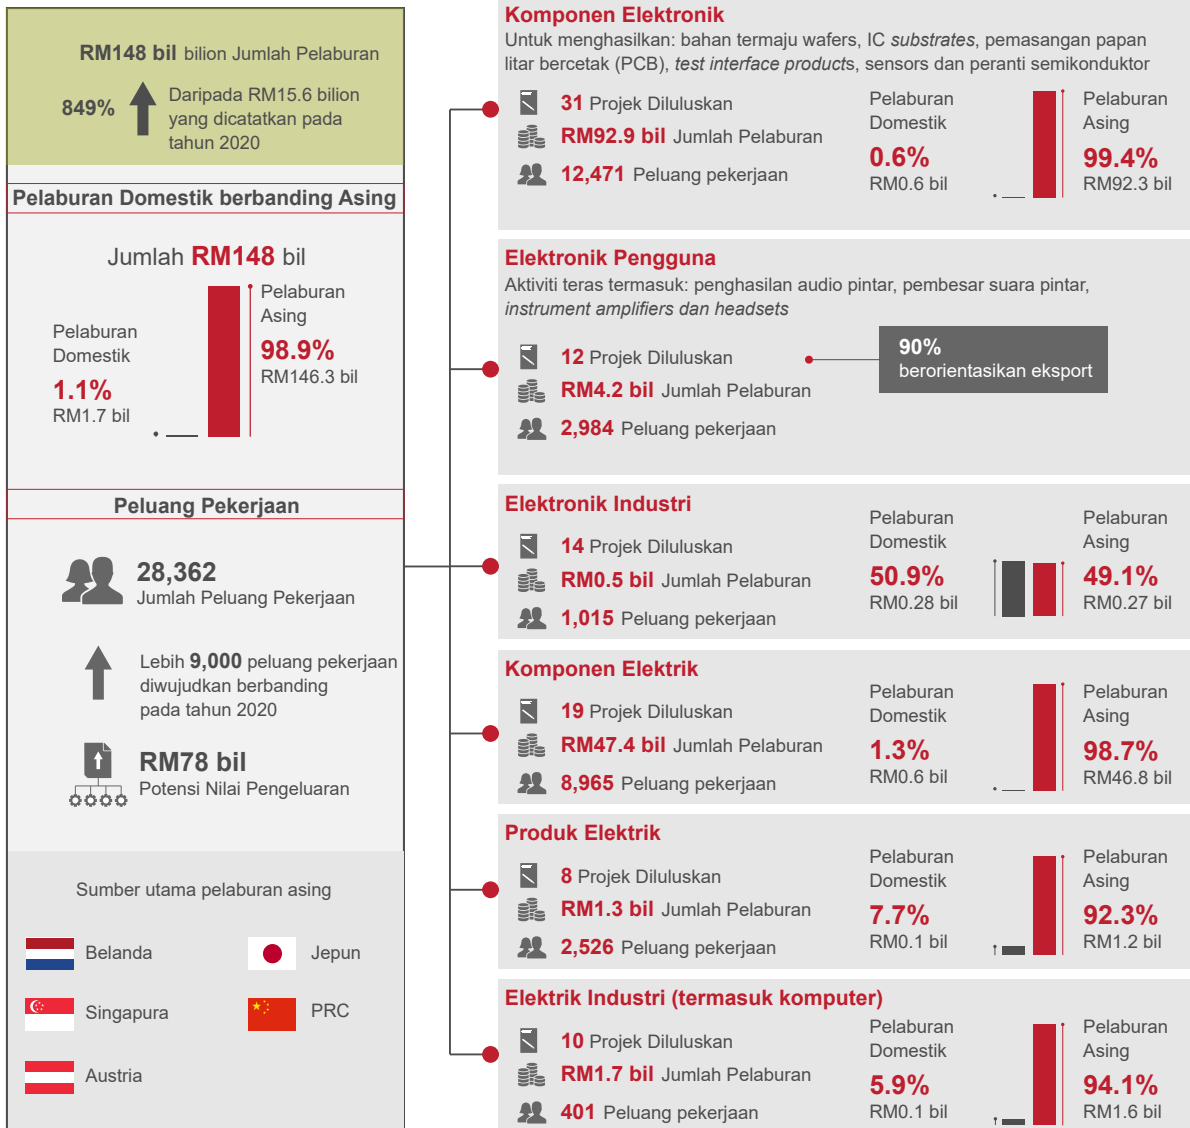 RM148 bil bilion Jumlah Pelaburan
849%
Daripada RM15.6 bilion
yang dicatatkan pada
tahun 2020
Pelaburan Domestik berbanding Asing
Jumlah RM148 bil
Pelaburan
Domestik
1.1%
RM1.7 bil
Pelaburan
Asing
98.9%
RM146.3 bil
Peluang Pekerjaan
28,362
Jumlah Peluang Pekerjaan
Lebih 9,000 peluang pekerjaan
diwujudkan berbanding
pada tahun 2020
RM78 bil
Potensi Nilai Pengeluaran
Sumber utama pelaburan asing
Belanda
Jepun
Singapura
PRC
Austria
Komponen Elektronik
Untuk menghasilkan: bahan termaju wafers, IC substrates, pemasangan papan
litar bercetak (PCB), test interface products, sensors dan peranti semikonduktor
31 Projek Diluluskan
RM92.9 bil Jumlah Pelaburan
12,471 Peluang pekerjaan
Pelaburan
Domestik
0.6%
RM0.6 bil
Pelaburan
Asing
99.4%
RM92.3 bil
Elektronik Pengguna
Aktiviti teras termasuk: penghasilan audio pintar, pembesar suara pintar,
instrument amplifiers dan headsets
12 Projek Diluluskan
RM4.2 bil Jumlah Pelaburan
2,984 Peluang pekerjaan
90%
berorientasikan eksport
Elektronik Industri
14 Projek Diluluskan
RM0.5 bil Jumlah Pelaburan
1,015 Peluang pekerjaan
Pelaburan
Domestik
50.9%
RM0.28 bil
Pelaburan
Asing
49.1%
RM0.27 bil
Komponen Elektrik
19 Projek Diluluskan
RM47.4 bil Jumlah Pelaburan
8,965 Peluang pekerjaan
Pelaburan
Domestik
1.3%
RM0.6 bil
Pelaburan
Asing
98.7%
RM46.8 bil
Produk Elektrik
8 Projek Diluluskan
RM1.3 bil Jumlah Pelaburan
2,526 Peluang pekerjaan
Pelaburan
Domestik
7.7%
RM0.1 bil
Pelaburan
Asing
92.3%
RM1.2 bil
Elektrik Industri (termasuk komputer)
10 Projek Diluluskan
RM1.7 bil Jumlah Pelaburan
401 Peluang pekerjaan
Pelaburan
Domestik
5.9%
RM0.1 bil
Pelaburan
Asing
94.1%
RM1.6 bil